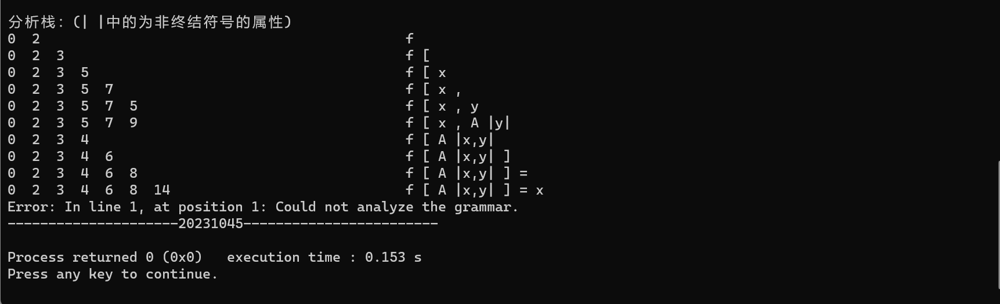 分析栈：(| |中的为非终结符号的属性)
0  2                                             f
0  2  3                                          f [
0  2  3  5                                       f [ x
0  2  3  5  7                                    f [ x ,
0  2  3  5  7  5                                 f [ x , y
0  2  3  5  7  9                                 f [ x , A |y|
0  2  3  4                                       f [ A |x,y|
0  2  3  4  6                                    f [ A |x,y| ]
0  2  3  4  6  8                                 f [ A |x,y| ] =
0  2  3  4  6  8  14                             f [ A |x,y| ] = x
Error: In line 1, at position 1: Could not analyze the grammar.
---------------------20231045------------------------
Process returned 0 (0x0)   execution time : 0.153 s
Press any key to continue.